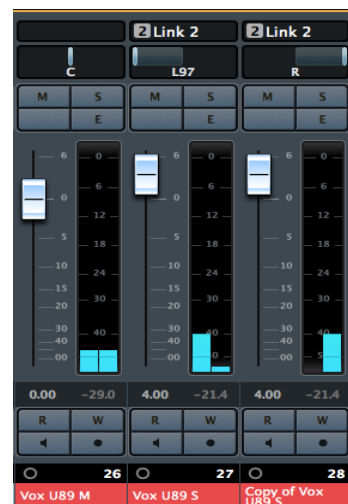 2 Link 2 2 Link 2
C L97 R
M S M S M S
E E E
6 0 6 0 6 0
6 6 6
0 0 0
12 12 12
5 18 5 18 5 18
10 24 10 24 10 24
15 15 15
20 30 20 30 20 30
30 30 30
40 40 40 40 40 40
00 00 00
0.00 -29.0 4.00 -21.4 4.00 -21.4
R W R W R W
26 27 28
Vox U89 M Vox U89 S Copy of Vox
U89 S